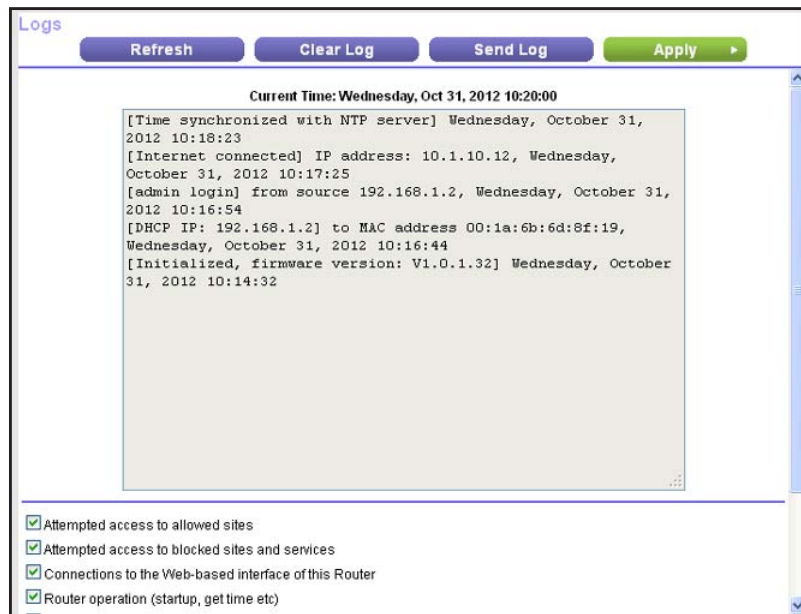 Logs
Refresh
Clear Log
Send Log
Apply
Current Time: Wednesday, Oct 31, 2012 10:20:00
[Time synchronized with NTP server] Wednesday, October 31,
2012 10:18:23
[Internet connected] IP address: 10.1.10.12, Wednesday,
October 31, 2012 10:17:25
[admin login] from source 192.168.1.2, Wednesday, October 31,
2012 10:16:54
[DHCP IP: 192.168.1.2] to MAC address 00:1a:6b:6d:8f:19,
Wednesday, October 31, 2012 10:16:44
[Initialized, firmware version: V1.0.1.32] Wednesday, October
31, 2012 10:14:32
Attempted access to allowed sites
Attempted access to blocked sites and services
Connections to the Web-based interface of this Router
Router operation (startup, get time etc)